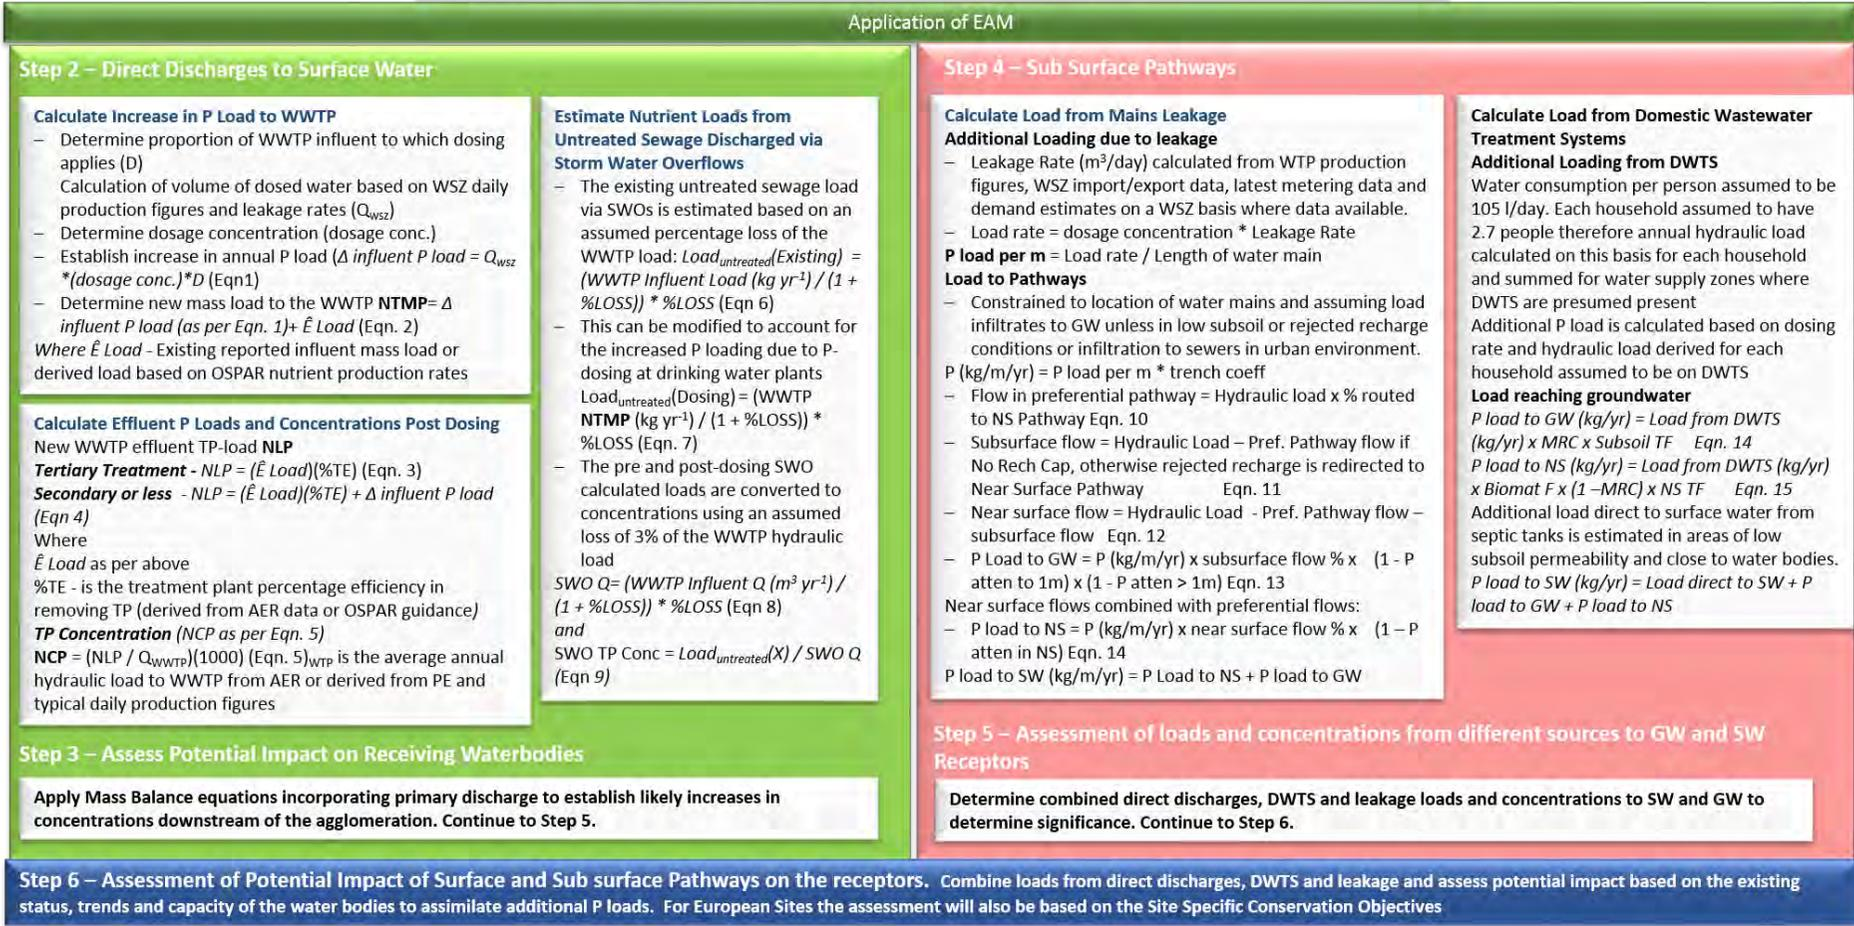 Application of EAM
Step 2 – Direct Discharges to Surface Water
Calculate Increase in P Load to WWTP
– Determine proportion of WWTP influent to which dosing
applies (D)
Calculation of volume of dosed water based on WSZ daily
production figures and leakage rates (Qwsz)
– Determine dosage concentration (dosage conc.)
– Establish increase in annual P load (Δ influent P load = Qwsz
*(dosage conc.)*D (Eqn1)
– Determine new mass load to the WWTP NTMP= Δ
influent P load (as per Eqn. 1)+ Ê Load (Eqn. 2)
Where Ê Load - Existing reported influent mass load or
derived load based on OSPAR nutrient production rates
Calculate Effluent P Loads and Concentrations Post Dosing
New WWTP effluent TP-load NLP
Tertiary Treatment - NLP = (Ê Load)(%TE) (Eqn. 3)
Secondary or less - NLP = (Ê Load)(%TE) + Δ influent P load
(Eqn 4)
Where
Ê Load as per above
%TE - is the treatment plant percentage efficiency in
removing TP (derived from AER data or OSPAR guidance)
TP Concentration (NCP as per Eqn. 5)
NCP = (NLP / QWWTP)(1000) (Eqn. 5)WTP is the average annual
hydraulic load to WWTP from AER or derived from PE and
typical daily production figures
Estimate Nutrient Loads from
Untreated Sewage Discharged via
Storm Water Overflows
– The existing untreated sewage load
via SWOs is estimated based on an
assumed percentage loss of the
WWTP load: Loaduntreated(Existing) =
(WWTP Influent Load (kg yr-1) / (1 +
%LOSS)) * %LOSS (Eqn 6)
– This can be modified to account for
the increased P loading due to P-
dosing at drinking water plants
Loaduntreated(Dosing) = (WWTP
NTMP (kg yr-1) / (1 + %LOSS)) *
%LOSS (Eqn. 7)
– The pre and post-dosing SWO
calculated loads are converted to
concentrations using an assumed
loss of 3% of the WWTP hydraulic
load
SWO Q= (WWTP Influent Q (m3 yr-1) /
(1 + %LOSS)) * %LOSS (Eqn 8)
and
SWO TP Conc = Loaduntreated(X) / SWO Q
(Eqn 9)
Step 3 – Assess Potential Impact on Receiving Waterbodies
Apply Mass Balance equations incorporating primary discharge to establish likely increases in
concentrations downstream of the agglomeration. Continue to Step 5.
Step 4 – Sub Surface Pathways
Calculate Load from Mains Leakage
Additional Loading due to leakage
– Leakage Rate (m3/day) calculated from WTP production
figures, WSZ import/export data, latest metering data and
demand estimates on a WSZ basis where data available.
– Load rate = dosage concentration * Leakage Rate
P load per m = Load rate / Length of water main
Load to Pathways
– Constrained to location of water mains and assuming load
infiltrates to GW unless in low subsoil or rejected recharge
conditions or infiltration to sewers in urban environment.
P (kg/m/yr) = P load per m * trench coeff
– Flow in preferential pathway = Hydraulic load x % routed
to NS Pathway Eqn. 10
– Subsurface flow = Hydraulic Load – Pref. Pathway flow if
No Rech Cap, otherwise rejected recharge is redirected to
Near Surface Pathway Eqn. 11
– Near surface flow = Hydraulic Load - Pref. Pathway flow –
subsurface flow Eqn. 12
– P Load to GW = P (kg/m/yr) x subsurface flow % x (1 - P
atten to 1m) x (1 - P atten > 1m) Eqn. 13
Near surface flows combined with preferential flows:
– P load to NS = P (kg/m/yr) x near surface flow % x (1 – P
atten in NS) Eqn. 14
P load to SW (kg/m/yr) = P Load to NS + P load to GW
Calculate Load from Domestic Wastewater
Treatment Systems
Additional Loading from DWTS
Water consumption per person assumed to be
105 l/day. Each household assumed to have
2.7 people therefore annual hydraulic load
calculated on this basis for each household
and summed for water supply zones where
DWTS are presumed present
Additional P load is calculated based on dosing
rate and hydraulic load derived for each
household assumed to be on DWTS
Load reaching groundwater
P load to GW (kg/yr) = Load from DWTS
(kg/yr) x MRC x Subsoil TF Eqn. 14
P load to NS (kg/yr) = Load from DWTS (kg/yr)
x Biomat F x (1 –MRC) x NS TF Eqn. 15
Additional load direct to surface water from
septic tanks is estimated in areas of low
subsoil permeability and close to water bodies.
P load to SW (kg/yr) = Load direct to SW + P
load to GW + P load to NS
Step 5 – Assessment of loads and concentrations from different sources to GW and SW
Receptors
Determine combined direct discharges, DWTS and leakage loads and concentrations to SW and GW to
determine significance. Continue to Step 6.
Step 6 – Assessment of Potential Impact of Surface and Sub surface Pathways on the receptors. Combine loads from direct discharges, DWTS and leakage and assess potential impact based on the existing
status, trends and capacity of the water bodies to assimilate additional P loads. For European Sites the assessment will also be based on the Site Specific Conservation Objectives